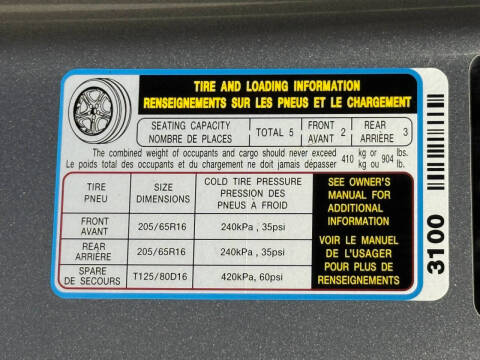 TIRE AND LOADING INFORMATION
RENSEIGNEMENTS SUR LES PNEUS ET LE CHARGEMENT
SEATING CAPACITY
NOMBRE DE PLACES
TOTAL 5
FRONT
AVANT
2
REAR
ARRIÈRE
3
The combined weight of occupants and cargo should never exceed
Le poids total des occupants et du chargement ne doit jamais dépasser
410
kg or
kg ou
904
lbs.
lb.
TIRE
PNEU
SIZE
DIMENSIONS
COLD TIRE PRESSURE
PRESSION DES
PNEUS À FROID
FRONT
AVANT
205/65R16
240kPa , 35psi
REAR
ARRIÈRE
205/65R16
240kPa , 35psi
SPARE
DE SECOURS
T125/80D16
420kPa, 60psi
SEE OWNER'S
MANUAL FOR
ADDITIONAL
INFORMATION
VOIR LE MANUEL
DE L'USAGER
POUR PLUS DE
RENSEIGNEMENTS
3100